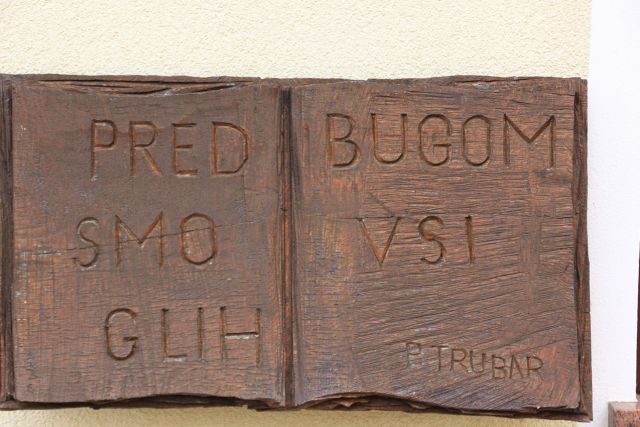 PRED BUGOM
SMO VSI
GLIH
P. TRUBAR